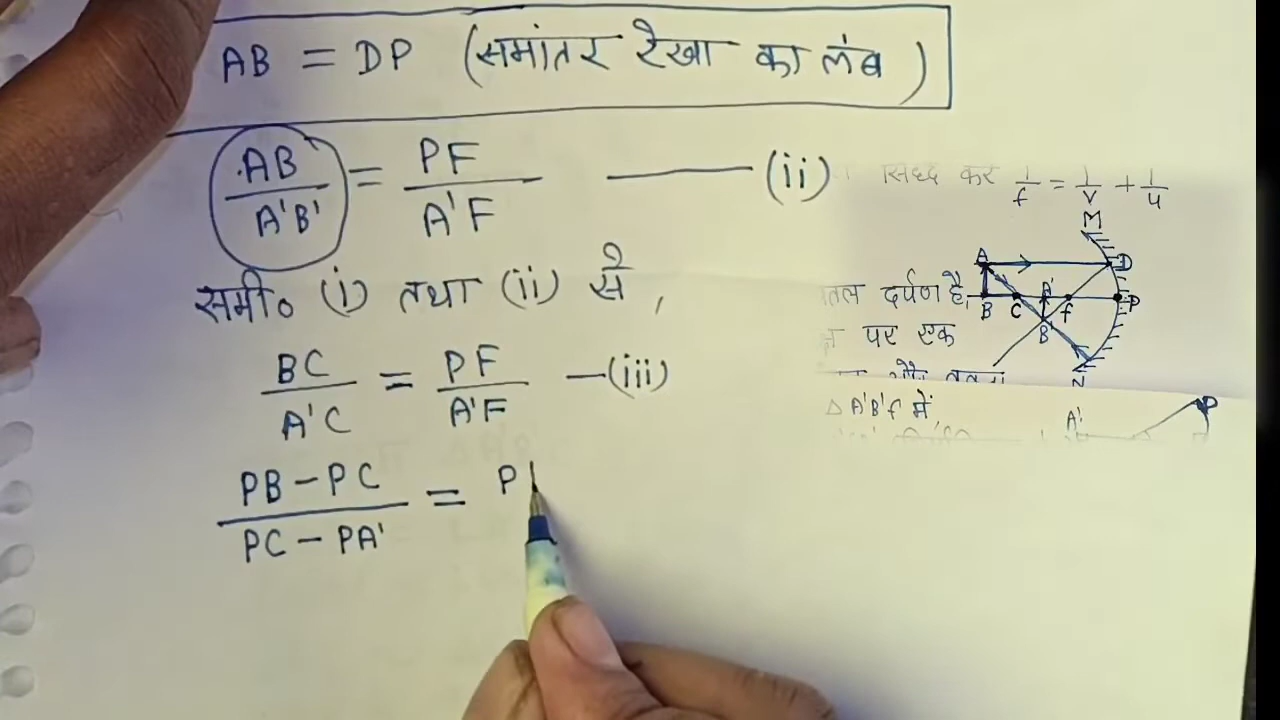 AB = DP (समांतर रेखा का लंब)
AB/A'B' = PF/A'F ——— (ii)
समी० (i) तथा (ii) से,
BC/A'C = PF/A'F —(iii)
PB-PC/PC-PA' = P
सिध्द कर 1/f = 1/v + 1/u
M
A D
दर्पण है,
B C A' f P
पर एक
B'
N
Δ A'B'f में,
A' D